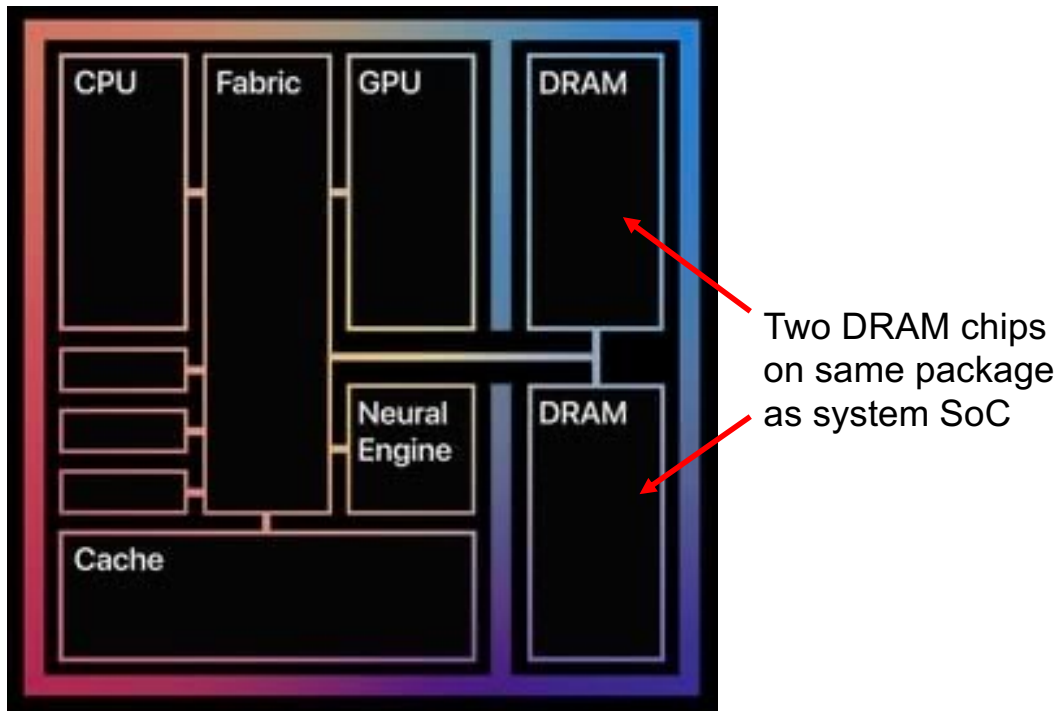 CPU
Fabric
GPU
DRAM
Neural
Engine
DRAM
Cache
Two DRAM chips
on same package
as system SoC